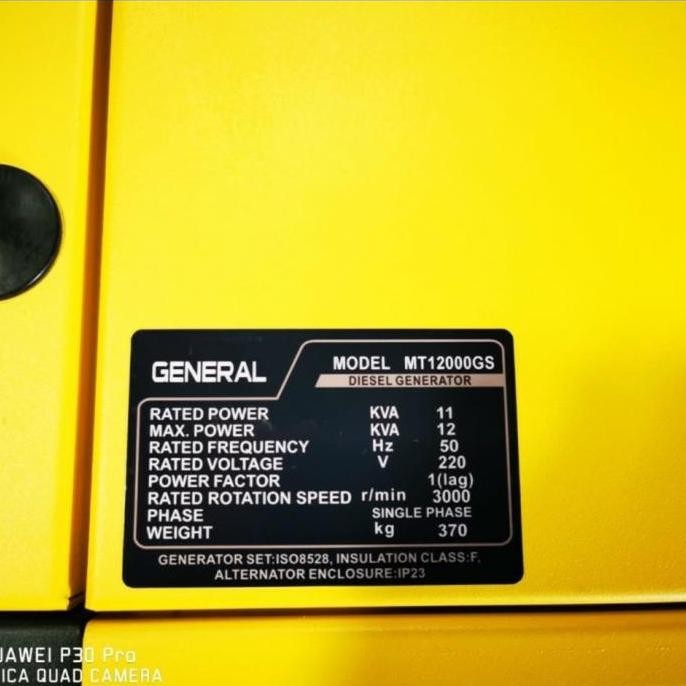 GENERAL
MODEL MT12000GS
DIESEL GENERATOR
RATED POWER KVA 11
MAX. POWER KVA 12
RATED FREQUENCY Hz 50
RATED VOLTAGE V 220
POWER FACTOR 1(lag)
RATED ROTATION SPEED r/min 3000
PHASE SINGLE PHASE
WEIGHT kg 370
GENERATOR SET:ISO8528, INSULATION CLASS:F,
ALTERNATOR ENCLOSURE:IP23
AWEI P30 Pro
ICA QUAD CAMERA